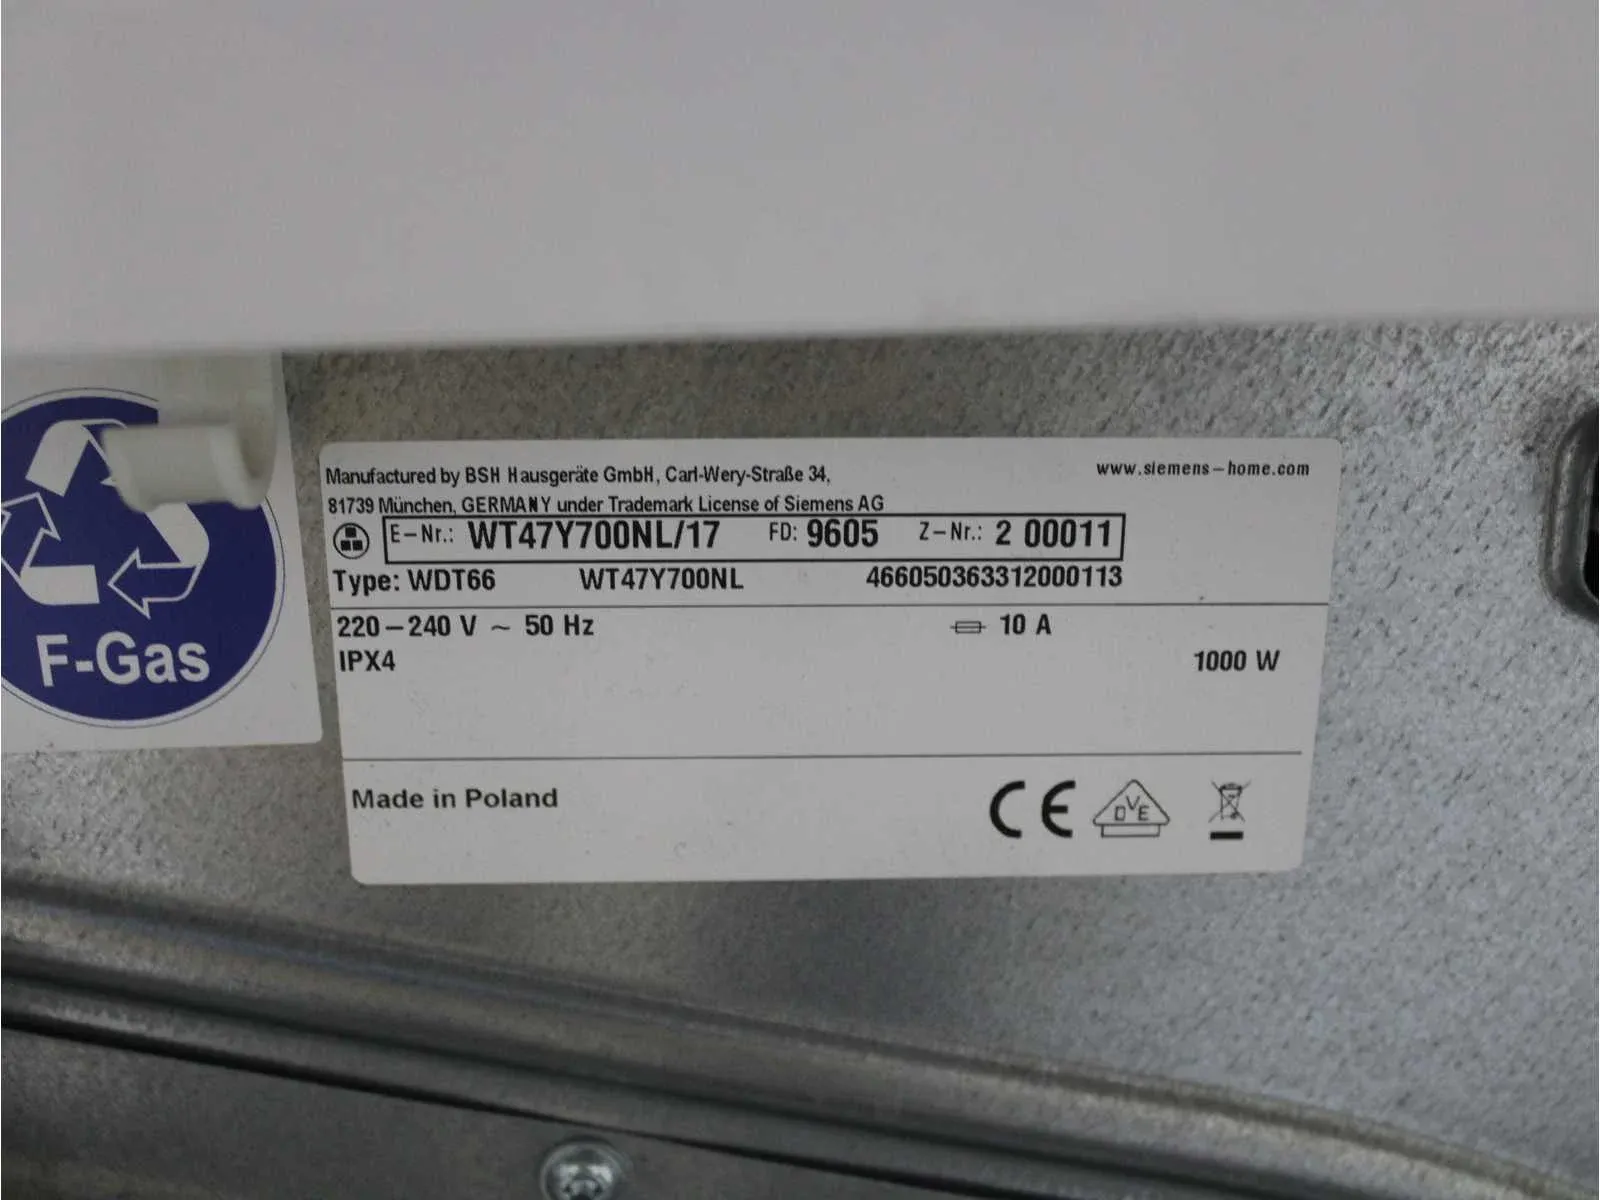 Manufactured by BSH Hausgeräte GmbH, Carl-Wery-Straße 34,
www.siemens-home.com
81739 München, GERMANY under Trademark License of Siemens AG
E-Nr.: WT47Y700NL/17 FD: 9605 Z-Nr.: 2 00011
Type: WDT66 WT47Y700NL 466050363312000113
220-240 V ~ 50 Hz 10 A
IPX4 1000 W
Made in Poland
CE DVE
F-Gas